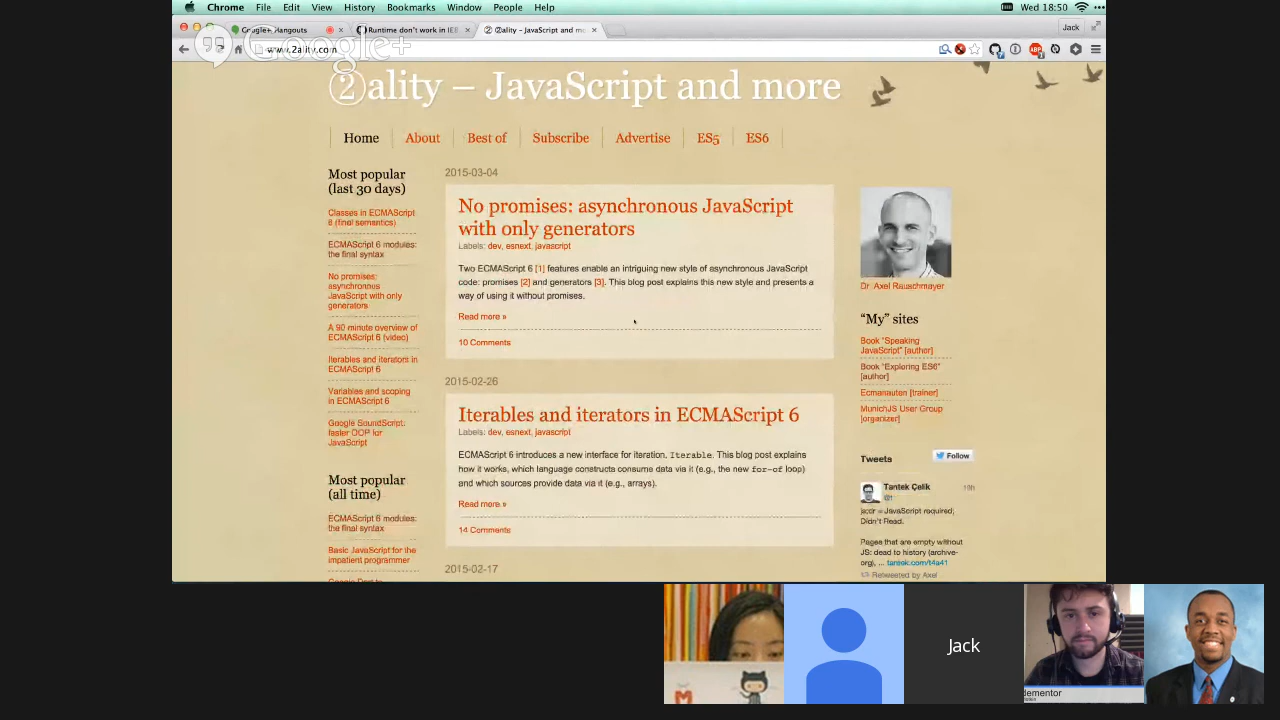 Chrome File Edit View History Bookmarks Window People Help Wed 18:50
Google+ Hangouts
Runtime don't work in IE8
②ality – JavaScript and mo
Jack
www.2ality.com
Google+
②ality – JavaScript and more
Home About Best of Subscribe Advertise ES5 ES6
Most popular
(last 30 days)
Classes in ECMAScript
6 (final semantics)
ECMAScript 6 modules:
the final syntax
No promises:
asynchronous
JavaScript with only
generators
A 90 minute overview of
ECMAScript 6 (video)
Iterables and iterators in
ECMAScript 6
Variables and scoping
in ECMAScript 6
Google SoundScript:
faster OOP for
JavaScript
Most popular
(all time)
ECMAScript 6 modules:
the final syntax
Basic JavaScript for the
impatient programmer
2015-03-04
No promises: asynchronous JavaScript
with only generators
Labels: dev, esnext, javascript
Two ECMAScript 6 [1] features enable an intriguing new style of asynchronous JavaScript
code: promises [2] and generators [3]. This blog post explains this new style and presents a
way of using it without promises.
Read more »
10 Comments
2015-02-26
Iterables and iterators in ECMAScript 6
Labels: dev, esnext, javascript
ECMAScript 6 introduces a new interface for iteration, Iterable. This blog post explains
how it works, which language constructs consume data via it (e.g., the new for-of loop)
and which sources provide data via it (e.g., arrays).
Read more »
14 Comments
2015-02-17
Dr. Axel Rauschmayer
“My” sites
Book “Speaking
JavaScript” [author]
Book “Exploring ES6”
[author]
Ecmanauten [trainer]
MunichJS User Group
[organizer]
Tweets
Follow
Tantek Çelik
@t
js;dr = JavaScript required;
Didn't Read.
Pages that are empty without
JS: dead to history (archive-
org), ... tantek.com/t4a41
Retweeted by Axel
Jack
dementor